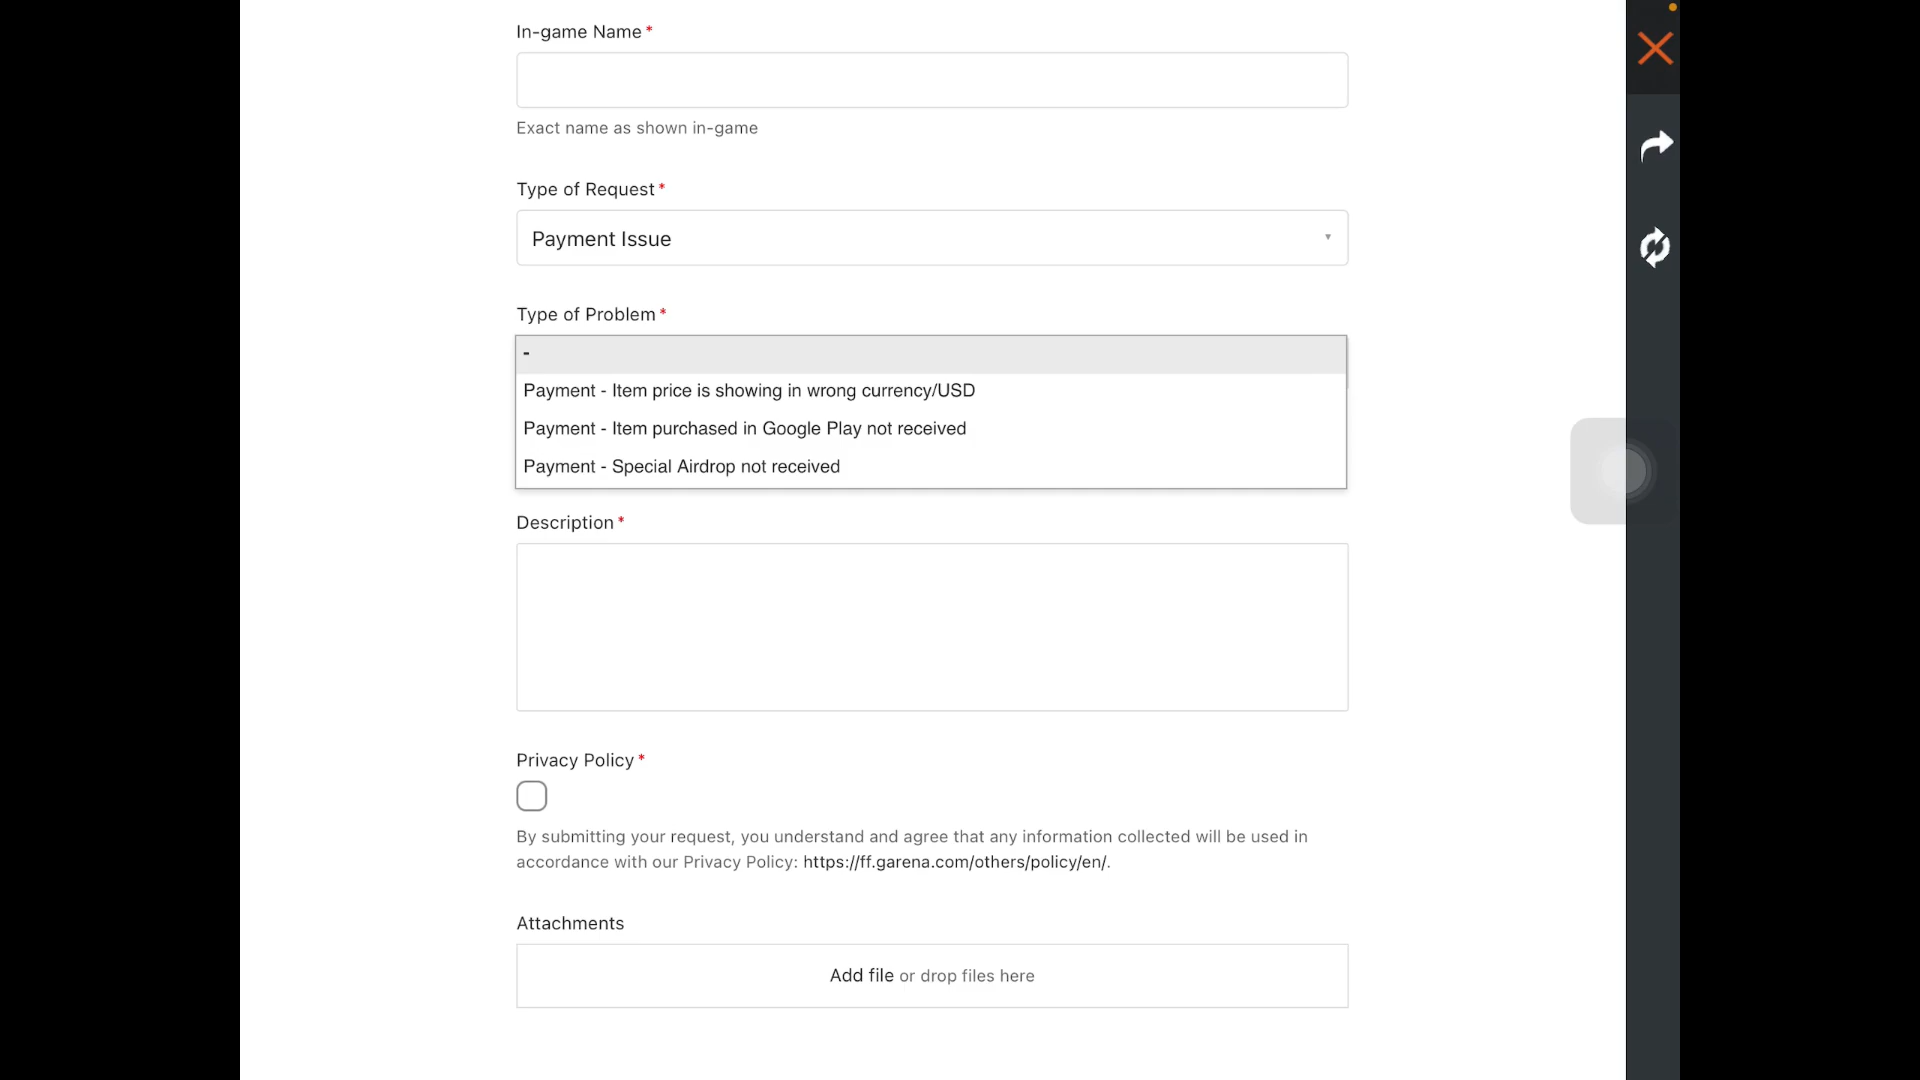 In-game Name *
Exact name as shown in-game
Type of Request *
Payment Issue
Type of Problem *
-
Payment - Item price is showing in wrong currency/USD
Payment - Item purchased in Google Play not received
Payment - Special Airdrop not received
Description *
Privacy Policy *
By submitting your request, you understand and agree that any information collected will be used in
accordance with our Privacy Policy: https://ff.garena.com/others/policy/en/.
Attachments
Add file or drop files here